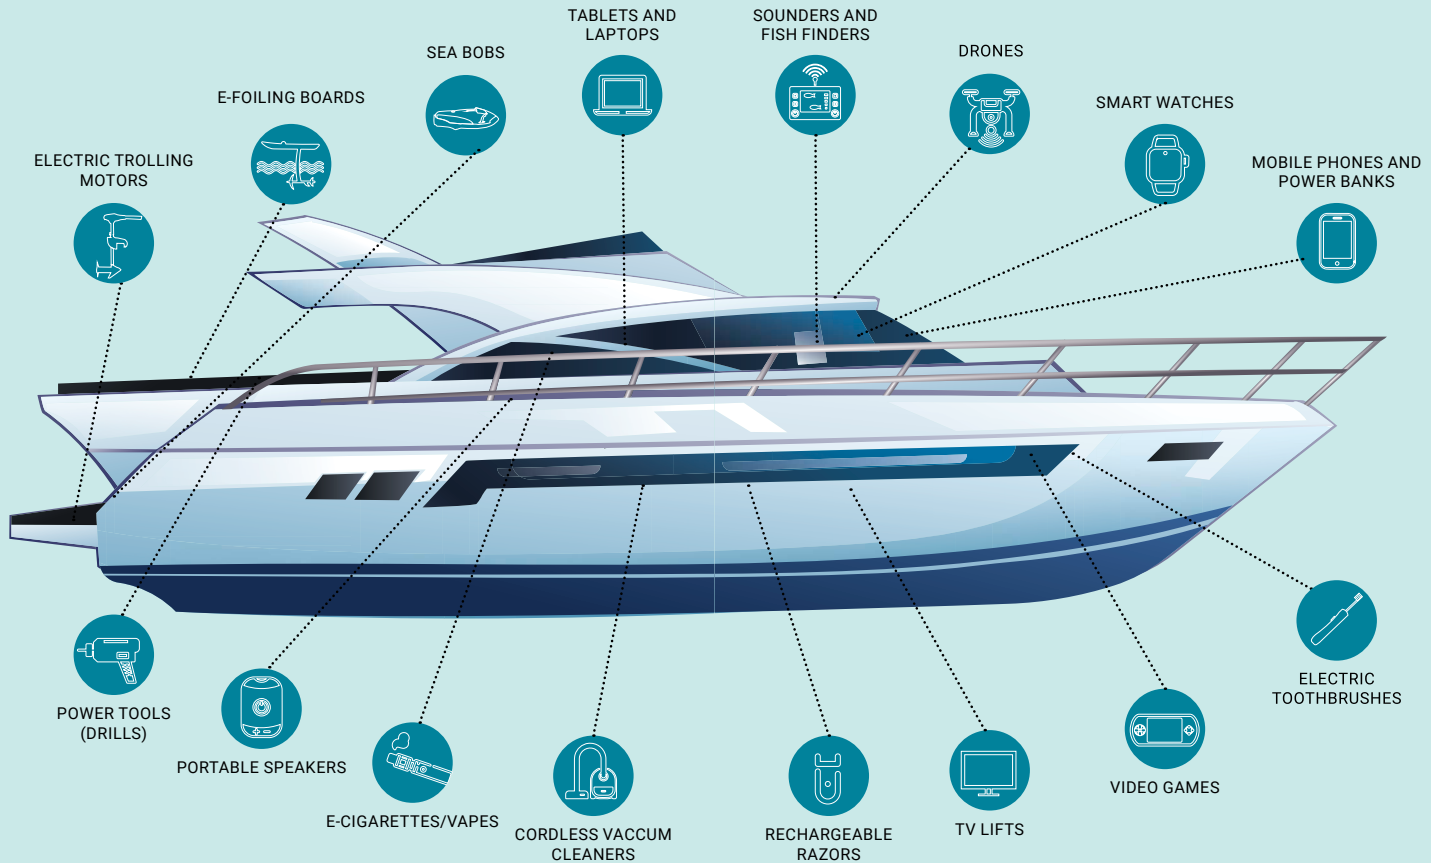 TABLETS AND
LAPTOPS
SOUNDERS AND
FISH FINDERS
SEA BOBS
DRONES
E-FOILING BOARDS
SMART WATCHES
ELECTRIC TROLLING
MOTORS
MOBILE PHONES AND
POWER BANKS
POWER TOOLS
(DRILLS)
PORTABLE SPEAKERS
E-CIGARETTES/VAPES
CORDLESS VACCUM
CLEANERS
RECHARGEABLE
RAZORS
TV LIFTS
VIDEO GAMES
ELECTRIC
TOOTHBRUSHES